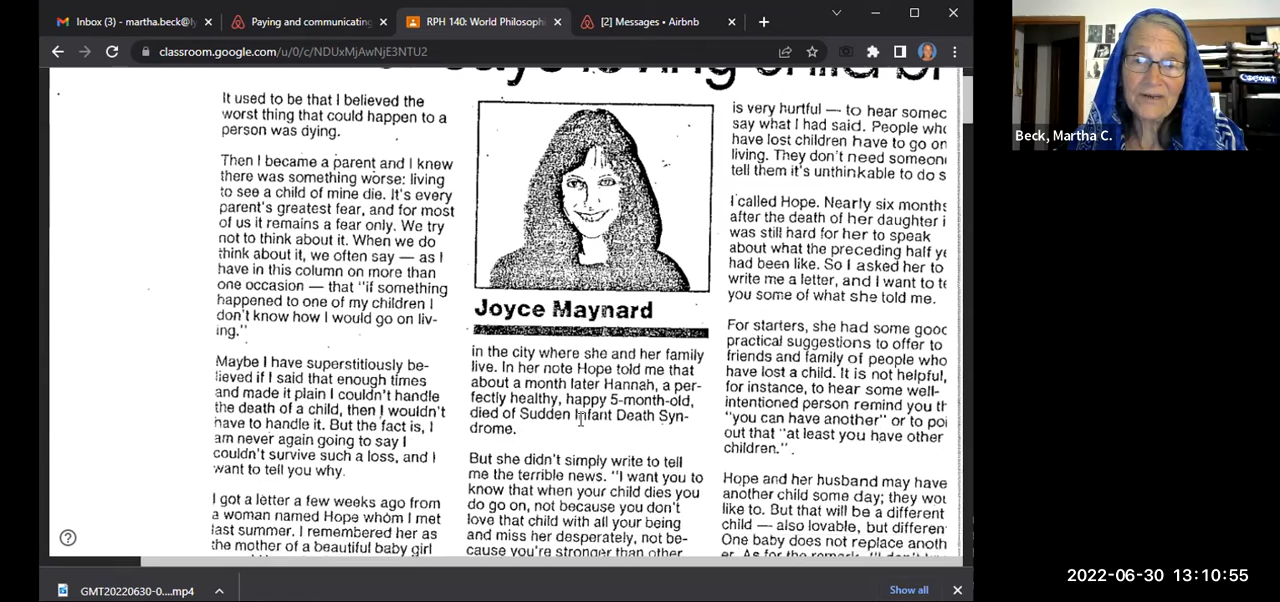 Inbox (3) - martha.beck@ly
Paying and communicating
RPH 140: World Philosophi
[2] Messages / Airbnb
classroom.google.com/u/0/c/NDUxMjAwNjE3NTU2
says loving child
It used to be that I believed the
worst thing that could happen to a
person was dying.
Then I became a parent and I knew
there was something worse: living
to see a child of mine die. It's every
parent's greatest fear, and for most
of us it remains a fear only. We try
not to think about it. When we do
think about it, we often say — as I
have in this column on more than
one occasion — that "if something
happened to one of my children I
don't know how I would go on liv-
ing."
Maybe I have superstitiously be-
lieved if I said that enough times
and made it plain I couldn't handle
the death of a child, then I wouldn't
have to handle it. But the fact is, I
am never again going to say I
couldn't survive such a loss, and I
want to tell you why.
I got a letter a few weeks ago from
a woman named Hope whom I met
last summer. I remembered her as
the mother of a beautiful baby girl
Joyce Maynard
in the city where she and her family
live. In her note Hope told me that
about a month later Hannah, a per-
fectly healthy, happy 5-month-old,
died of Sudden Infant Death Syn-
drome.
But she didn't simply write to tell
me the terrible news. "I want you to
know that when your child dies you
do go on, not because you don't
love that child with all your being
and miss her desperately, not be-
cause you're stronger than other
is very hurtful — to hear somec
say what I had said. People who
have lost children have to go on
living. They don't need someone
tell them it's unthinkable to do s
I called Hope. Nearly six months
after the death of her daughter i
was still hard for her to speak
about what the preceding half ye
had been like. So I asked her to
write me a letter, and I want to te
you some of what she told me.
For starters, she had some good
practical suggestions to offer to
friends and family of people who
have lost a child. It is not helpful,
for instance, to hear some well-
intentioned person remind you th
"you can have another" or to poi
out that "at least you have other
children."
Hope and her husband may have
another child some day; they wou
like to. But that will be a different
child — also lovable, but differen
One baby does not replace anoth
er. As for the remark, "I don't
Beck, Martha C.
GMT20220630-0....mp4
Show all
2022-06-30 13:10:55